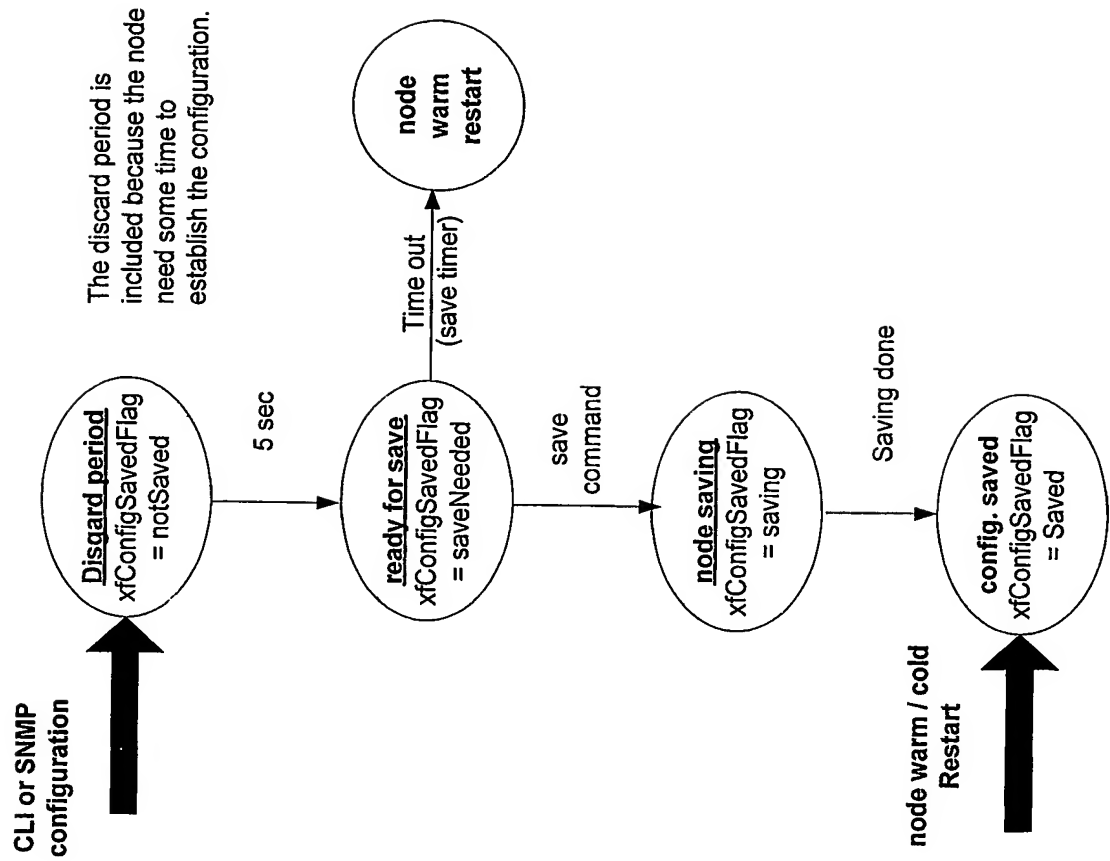 CLI or SNMP
configuration
Disgard period
xfConfigSavedFlag
= notSaved
The discard period is
included because the node
need some time to
establish the configuration.
5 sec
ready for save
xfConfigSavedFlag
= saveNeeded
Time out
(save timer)
node
warm
restart
save
command
node saving
xfConfigSavedFlag
= saving
Saving done
node warm / cold
Restart
config. saved
xfConfigSavedFlag
= Saved